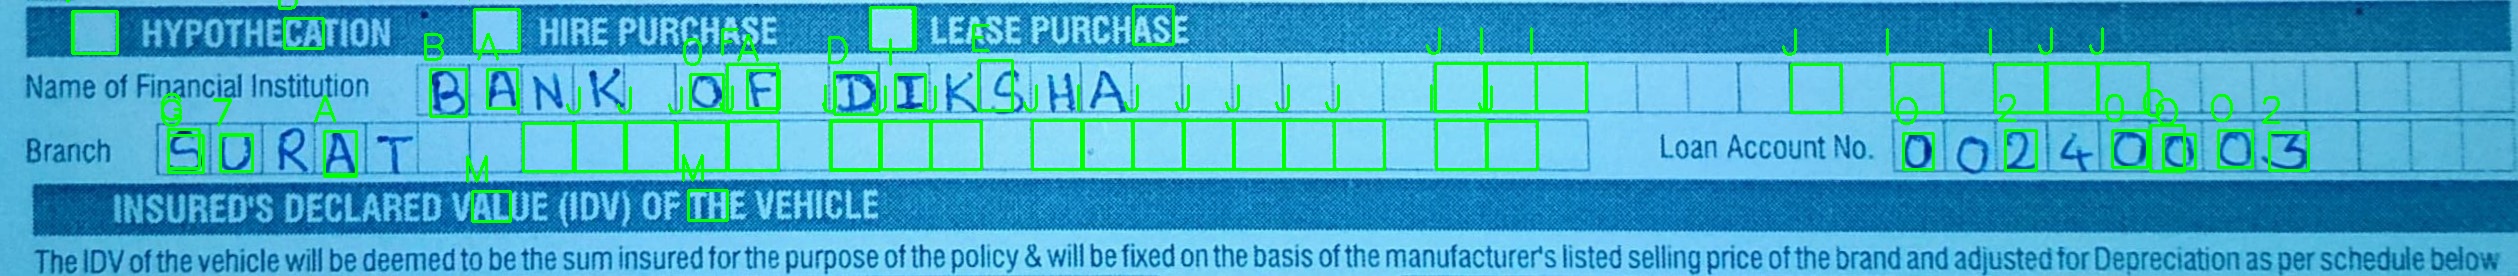 HYPOTHECATION HIRE PURCHASE LEASE PURCHASE
Name of Financial Institution BANK OF DIKSHA
Branch SURAT Loan Account No. 00240003
INSURED'S DECLARED VALUE (IDV) OF THE VEHICLE
The IDV of the vehicle will be deemed to be the sum insured for the purpose of the policy & will be fixed on the basis of the manufacturer's listed selling price of the brand and adjusted for Depreciation as per schedule below